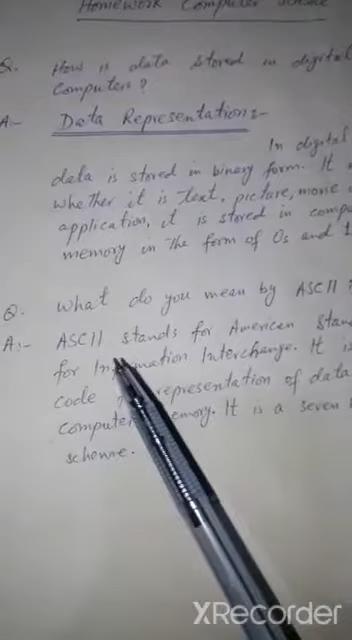 Homework Computer Science
Q. How is data stored in digital
Computers?
A:- Data Representation:-
In digital
data is stored in binary form. It
whether it is text, picture, movie
application, it is stored in
memory in the form of 0s and 1
Q. What do you mean by ASCII
A:- ASCII stands for American
for Interchange. It is
code representation of data
computer It is a seven
scheme.
XRecorder